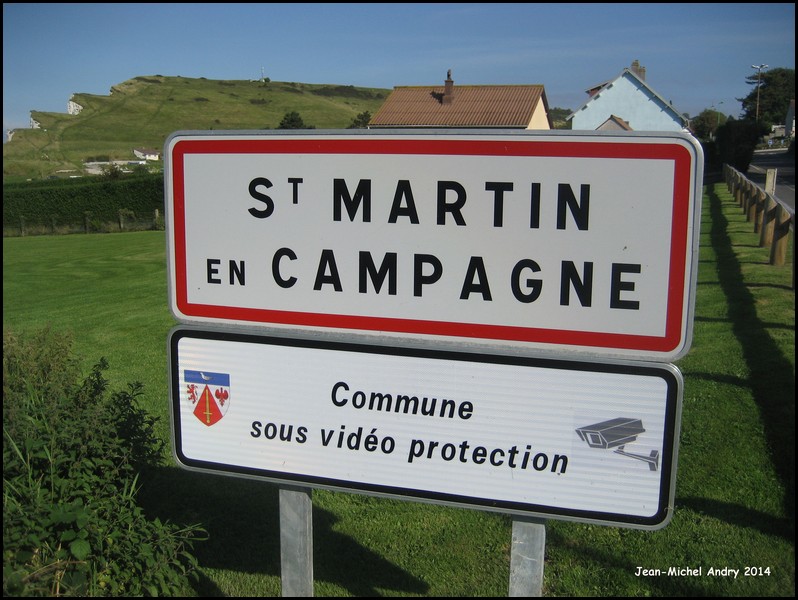 ST MARTIN
EN CAMPAGNE
Commune
sous vidéo protection
Jean-Michel Andry 2014